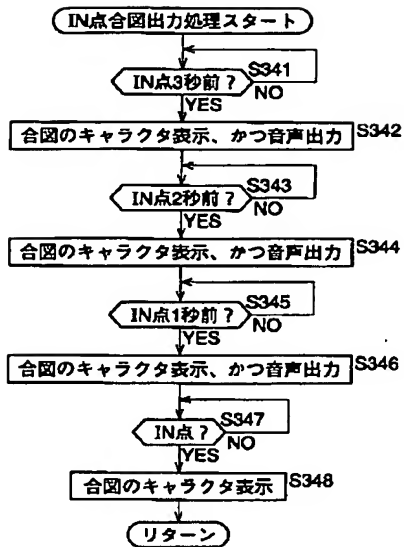 IN点合図出力処理スタート
S341
IN点3秒前？
NO
YES
合図のキャラクタ表示、かつ音声出力 S342
S343
IN点2秒前？
NO
YES
合図のキャラクタ表示、かつ音声出力 S344
S345
IN点1秒前？
NO
YES
合図のキャラクタ表示、かつ音声出力 S346
S347
IN点？
NO
YES
合図のキャラクタ表示 S348
リターン